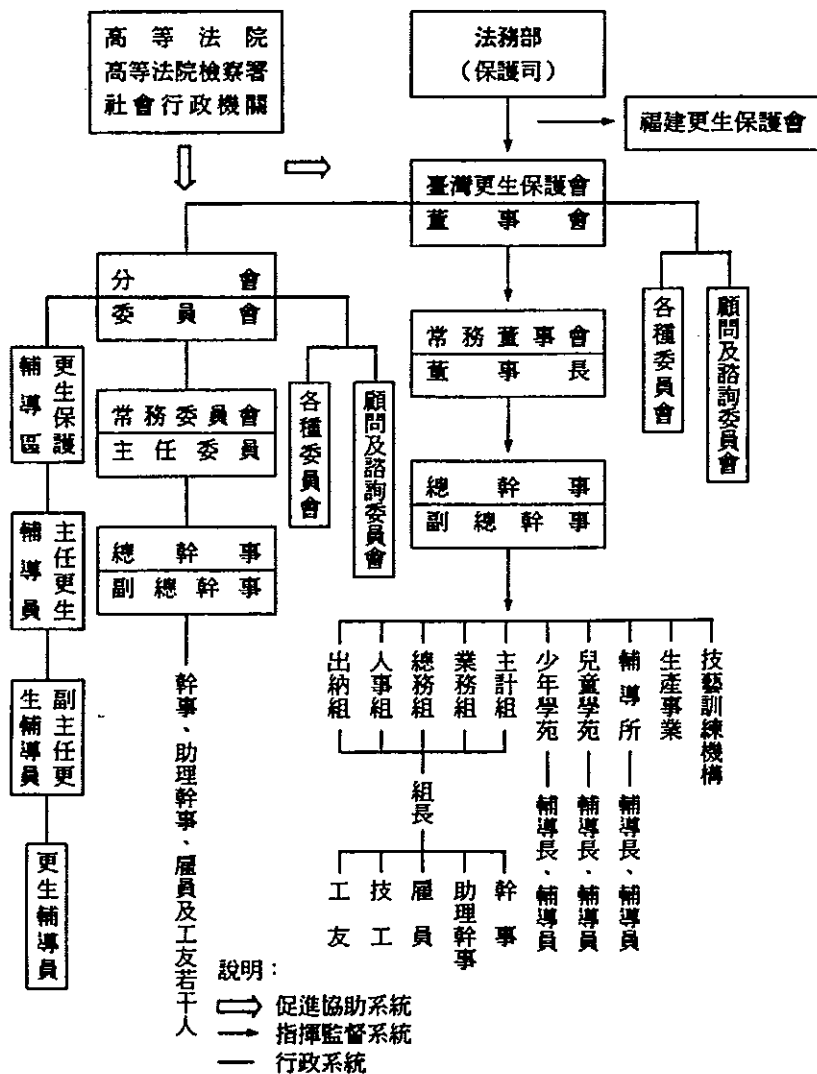 高等法院
高等法院檢察署
社會行政機關
法務部
（保護司）
福建更生保護會
臺灣更生保護會
董事會
分會
委員會
各種委員會
顧問及諮詢委員會
常務董事會
董事長
更生保護
輔導區
常務委員會
主任委員
各種委員會
顧問及諮詢委員會
總幹事
副總幹事
主任更生
輔導員
總幹事
副總幹事
出納組
人事組
總務組
業務組
主計組
少年學苑
兒童學苑
輔導所
生產事業
技藝訓練機構
副主任更
生輔導員
幹事、助理幹事、雇員及工友若干人
組長
輔導長、輔導員
輔導長、輔導員
輔導長、輔導員
更生輔導員
工友
技工
雇員
助理幹事
幹事
說明：
促進協助系統
指揮監督系統
行政系統